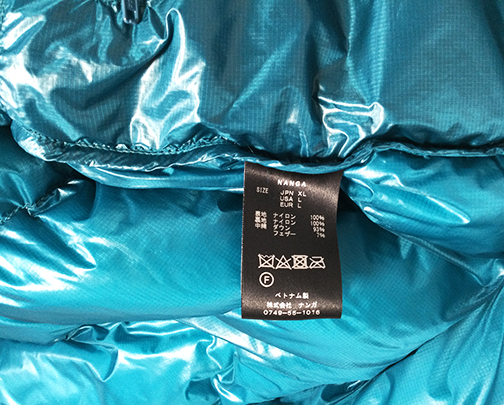 NANGA
SIZE JPN XL
USA L
EUR L
表地 ナイロン 100%
裏地 ナイロン 100%
中綿 ダウン 93%
フェザー 7%
F
ベトナム製
株式会社 ナンガ
0749-55-1016